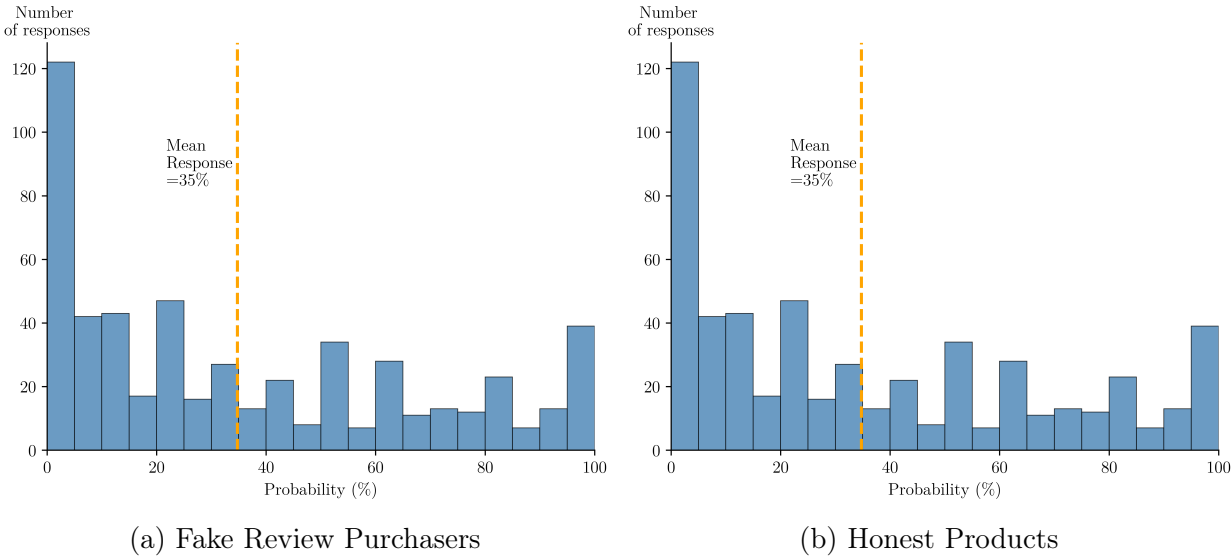 Number
of responses
120
100
80
60
40
20
0
Mean
Response
=35%
0 20 40 60 80 100
Probability (%)
(a) Fake Review Purchasers
Number
of responses
120
100
80
60
40
20
0
Mean
Response
=35%
0 20 40 60 80 100
Probability (%)
(b) Honest Products